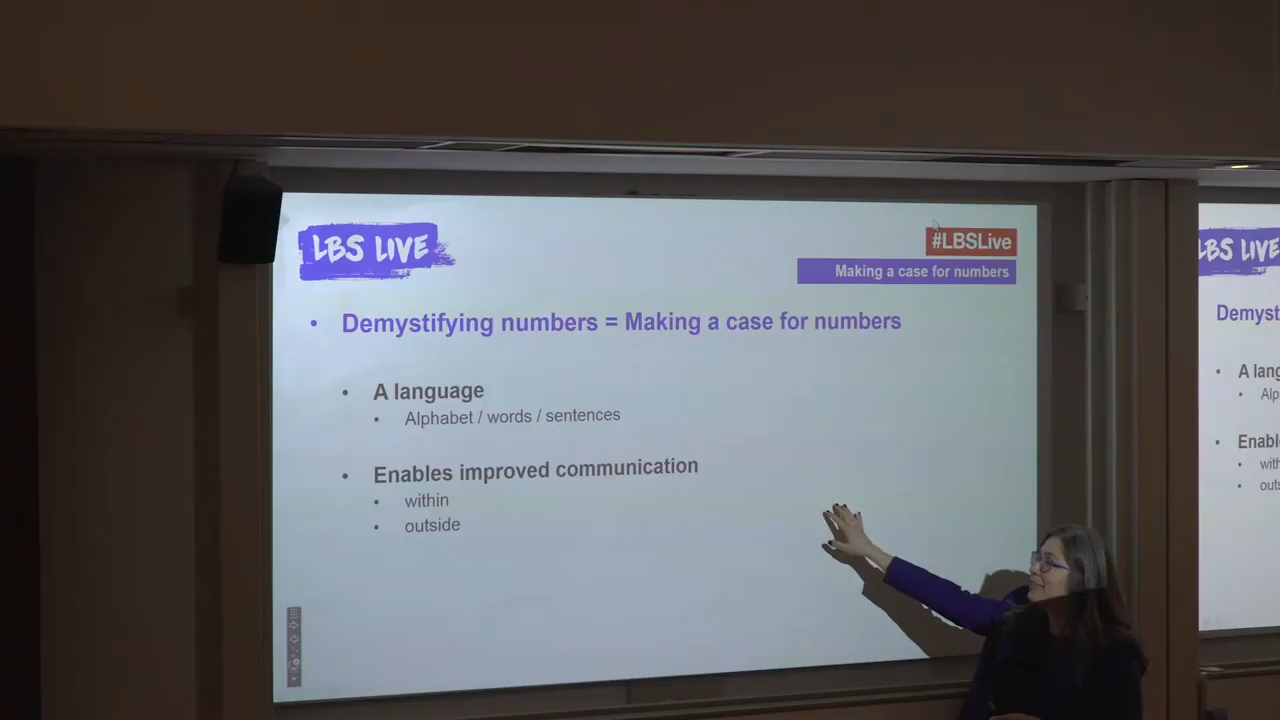 LBS LIVE
#LBSLive
Making a case for numbers
• Demystifying numbers = Making a case for numbers
• A language
• Alphabet / words / sentences
• Enables improved communication
• within
• outside
LBS LIVE
Demyst
• A lang
• Alp
• Enabl
• with
• outs